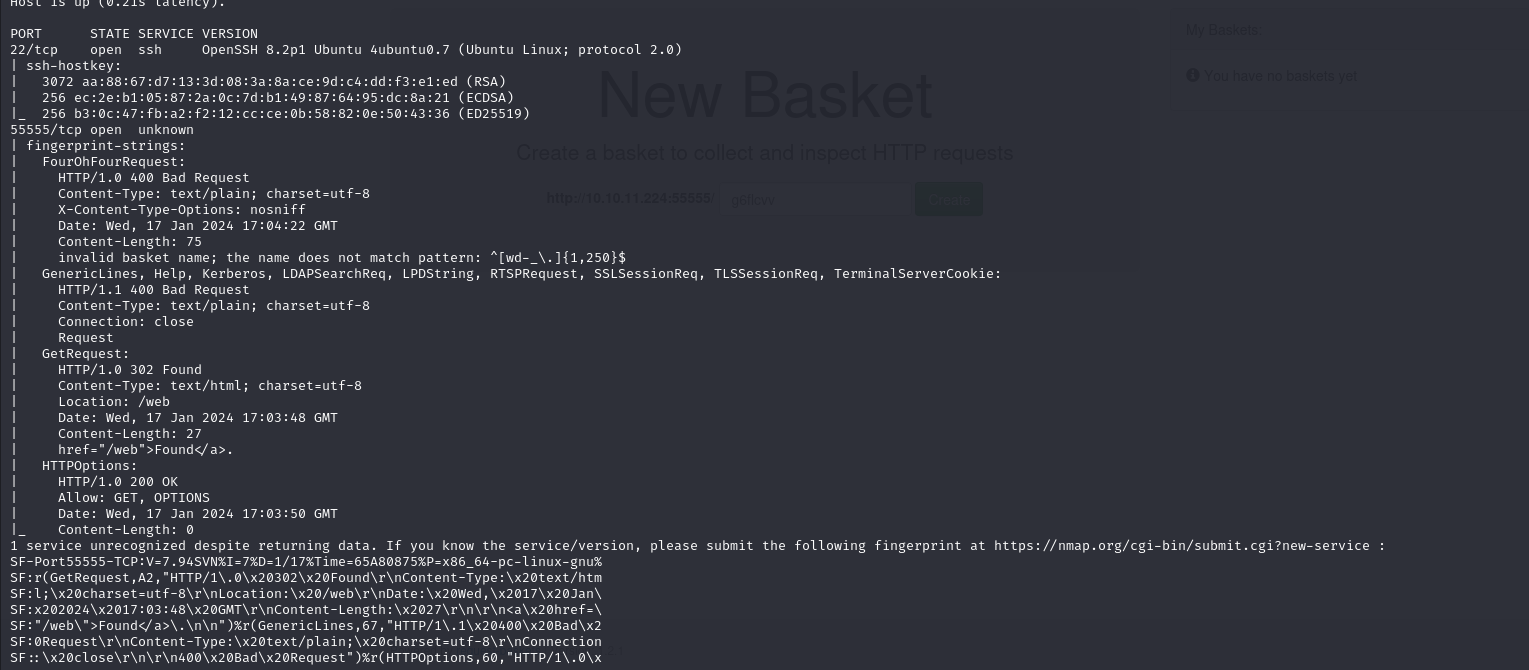 Host is up (0.21s latency).
PORT      STATE SERVICE VERSION
22/tcp    open  ssh     OpenSSH 8.2p1 Ubuntu 4ubuntu0.7 (Ubuntu Linux; protocol 2.0)
| ssh-hostkey:
|   3072 aa:88:67:d7:13:3d:08:3a:8a:ce:9d:c4:dd:f3:e1:ed (RSA)
|   256 ec:2e:b1:05:87:2a:0c:7d:b1:49:87:64:95:dc:8a:21 (ECDSA)
|_  256 b3:0c:47:fb:a2:f2:12:cc:ce:0b:58:82:0e:50:43:36 (ED25519)
55555/tcp open  unknown
| fingerprint-strings:
|   FourOhFourRequest:
|     HTTP/1.0 400 Bad Request
|     Content-Type: text/plain; charset=utf-8
|     X-Content-Type-Options: nosniff
|     Date: Wed, 17 Jan 2024 17:04:22 GMT
|     Content-Length: 75
|     invalid basket name; the name does not match pattern: ^[wd-_\.]{1,250}$
|   GenericLines, Help, Kerberos, LDAPSearchReq, LPDString, RTSPRequest, SSLSessionReq, TLSSessionReq, TerminalServerCookie:
|     HTTP/1.1 400 Bad Request
|     Content-Type: text/plain; charset=utf-8
|     Connection: close
|     Request
|   GetRequest:
|     HTTP/1.0 302 Found
|     Content-Type: text/html; charset=utf-8
|     Location: /web
|     Date: Wed, 17 Jan 2024 17:03:48 GMT
|     Content-Length: 27
|     href="/web">Found</a>.
|   HTTPOptions:
|     HTTP/1.0 200 OK
|     Allow: GET, OPTIONS
|     Date: Wed, 17 Jan 2024 17:03:50 GMT
|_    Content-Length: 0
1 service unrecognized despite returning data. If you know the service/version, please submit the following fingerprint at https://nmap.org/cgi-bin/submit.cgi?new-service :
SF-Port55555-TCP:V=7.94SVN%I=7%D=1/17%Time=65A80875%P=x86_64-pc-linux-gnu%
SF:r(GetRequest,A2,"HTTP/1\.0\x20302\x20Found\r\nContent-Type:\x20text/htm
SF:l;\x20charset=utf-8\r\nLocation:\x20/web\r\nDate:\x20Wed,\x2017\x20Jan\
SF:x202024\x2017:03:48\x20GMT\r\nContent-Length:\x2027\r\n\r\n<a\x20href=\
SF:"/web\">Found</a>\.\n\n")%r(GenericLines,67,"HTTP/1\.1\x20400\x20Bad\x2
SF:0Request\r\nContent-Type:\x20text/plain;\x20charset=utf-8\r\nConnection
SF::\x20close\r\n\r\n400\x20Bad\x20Request")%r(HTTPOptions,60,"HTTP/1\.0\x
New Basket
Create a basket to collect and inspect HTTP requests
http://10.10.11.224:55555/
Create
My Baskets:
You have no baskets yet